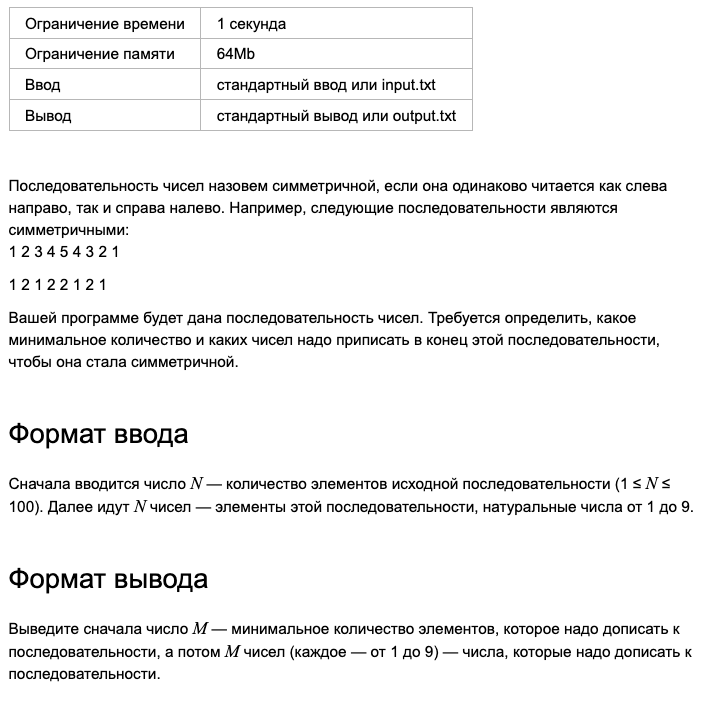 Ограничение времени 1 секунда
Ограничение памяти 64Mb
Ввод стандартный ввод или input.txt
Вывод стандартный вывод или output.txt
Последовательность чисел назовем симметричной, если она одинаково читается как слева
направо, так и справа налево. Например, следующие последовательности являются
симметричными:
1 2 3 4 5 4 3 2 1
1 2 1 2 2 1 2 1
Вашей программе будет дана последовательность чисел. Требуется определить, какое
минимальное количество и каких чисел надо приписать в конец этой последовательности,
чтобы она стала симметричной.
Формат ввода
Сначала вводится число N — количество элементов исходной последовательности (1 ≤ N ≤
100). Далее идут N чисел — элементы этой последовательности, натуральные числа от 1 до 9.
Формат вывода
Выведите сначала число M — минимальное количество элементов, которое надо дописать к
последовательности, а потом M чисел (каждое — от 1 до 9) — числа, которые надо дописать к
последовательности.